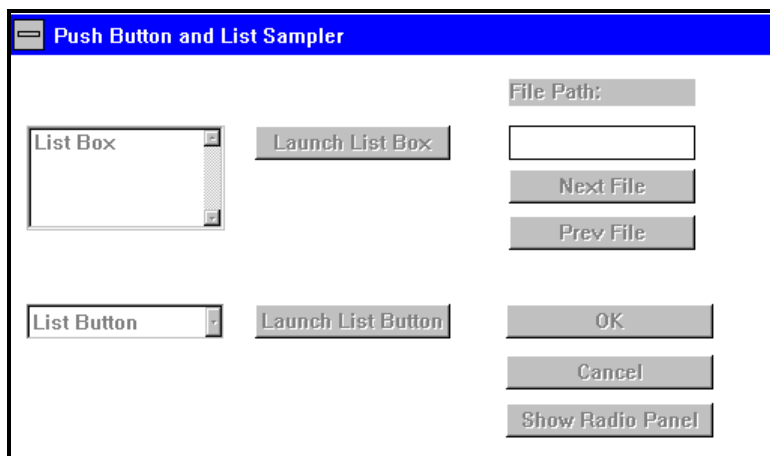 Push Button and List Sampler
File Path:
List Box
Launch List Box
Next File
Prev File
List Button
Launch List Button
OK
Cancel
Show Radio Panel